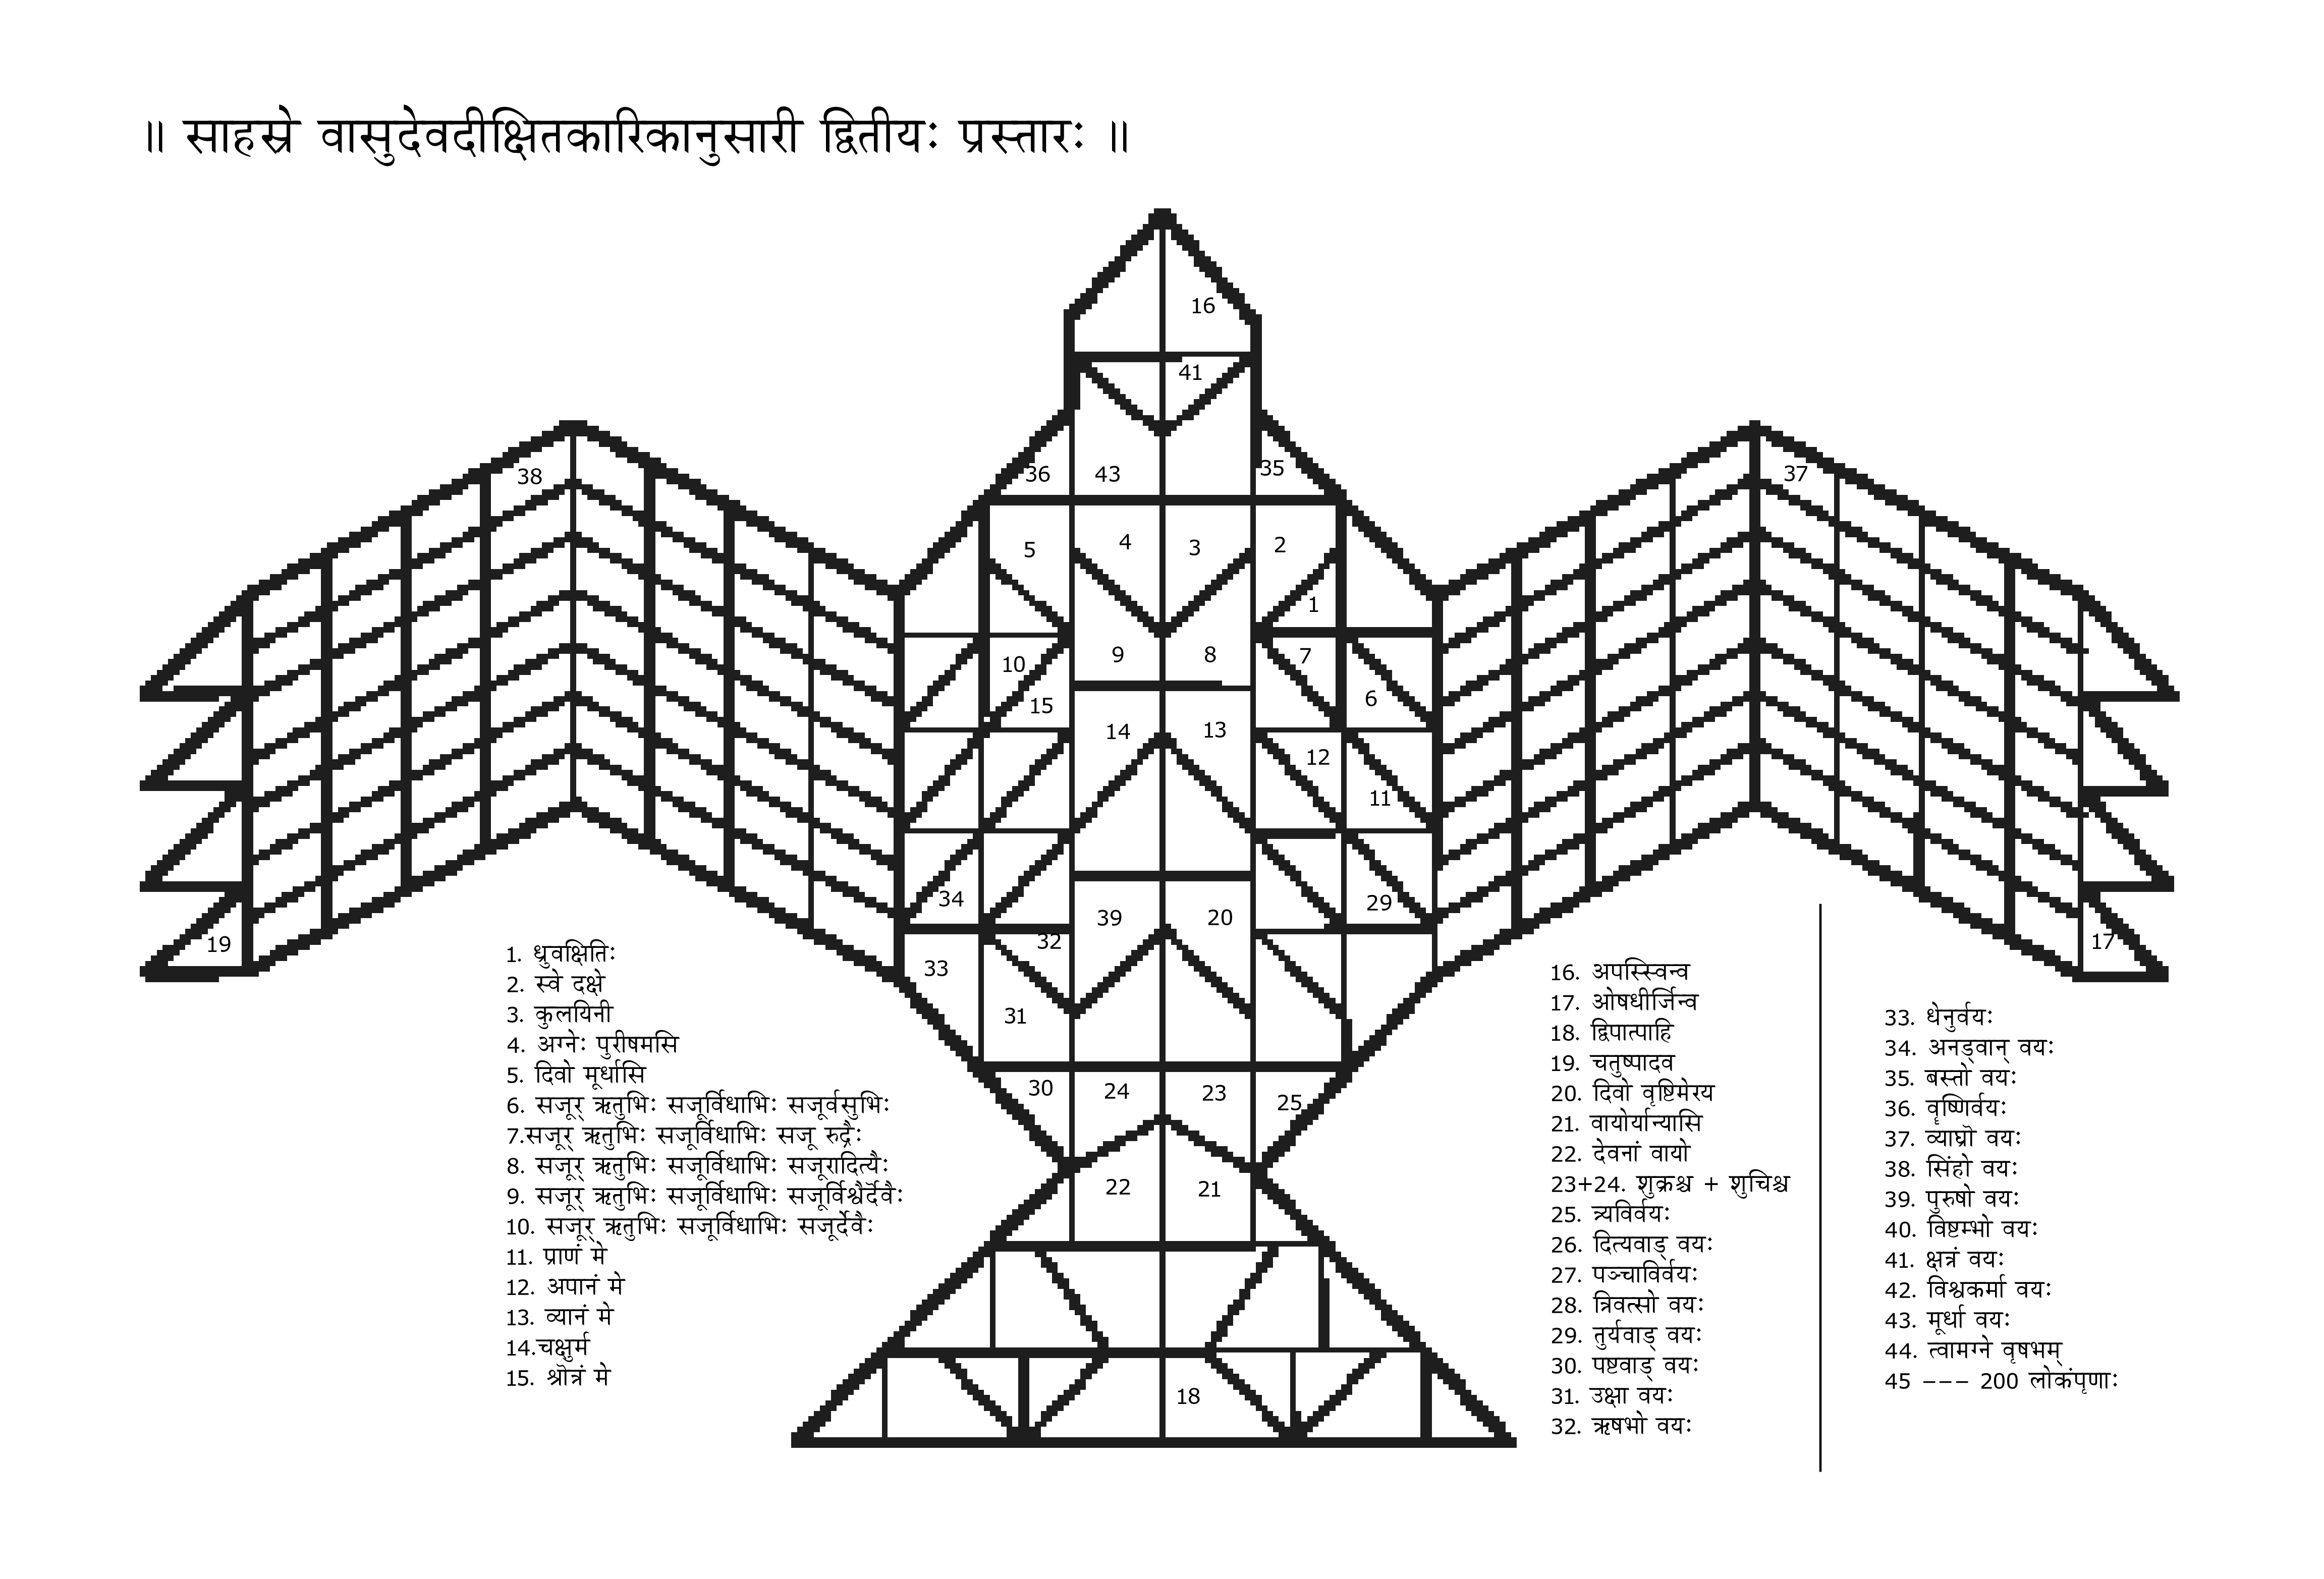 ॥ साहस्रे वासुदेवदीक्षितकारिकानुसारी द्वितीयः प्रस्तारः ॥
16
41
38
36
43
35
37
5
4
3
2
1
10
9
8
7
6
15
14
13
12
11
34
39
20
29
19
33
32
17
31
30
24
23
25
22
21
18
1. ध्रुवक्षितिः
2. स्वे दक्षे
3. कुलयिनी
4. अग्नेः पुरीषमसि
5. दिवो मूर्धासि
6. सजूर् ऋतुभिः सजूर्विधाभिः सजूर्वसुभिः
7.सजूर् ऋतुभिः सजूर्विधाभिः सजू रुद्रैः
8. सजूर् ऋतुभिः सजूर्विधाभिः सजूरादित्यैः
9. सजूर् ऋतुभिः सजूर्विधाभिः सजूर्विश्वैर्दॆवैः
10. सजूर् ऋतुभिः सजूर्विधाभिः सजूर्देवैः
11. प्राणं मे
12. अपानं मे
13. व्यानं मे
14.चक्षुर्म
15. श्रॊत्रं मे
16. अपस्स्विन्व
17. ओषधीर्जिन्व
18. द्विपात्पाहि
19. चतुष्पादव
20. दिवो वृष्टिमेरय
21. वायोर्यान्यासि
22. देवनां वायो
23+24. शुक्रश्च + शुचिश्च
25. त्र्यविर्वयः
26. दित्यवाड् वयः
27. पञ्चाविर्वयः
28. त्रिवत्सो वयः
29. तुर्यवाड् वयः
30. पष्टवाड् वयः
31. उक्षा वयः
32. ऋषभो वयः
33. धेनुर्वयः
34. अनड्वान् वयः
35. बस्तो वयः
36. वृष्णिर्वयः
37. व्याघ्रॊ वयः
38. सिंहो वयः
39. पुरुषो वयः
40. विष्टम्भो वयः
41. क्षत्रं वयः
42. विश्वकर्मा वयः
43. मूर्धा वयः
44. त्वामग्ने वृषभम्
45 --- 200 लोकंपृणाः